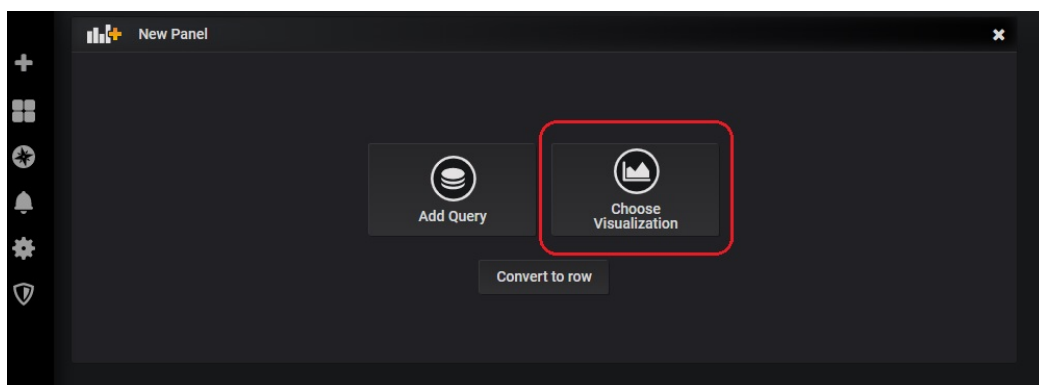 New Panel
Add Query
Choose
Visualization
Convert to row